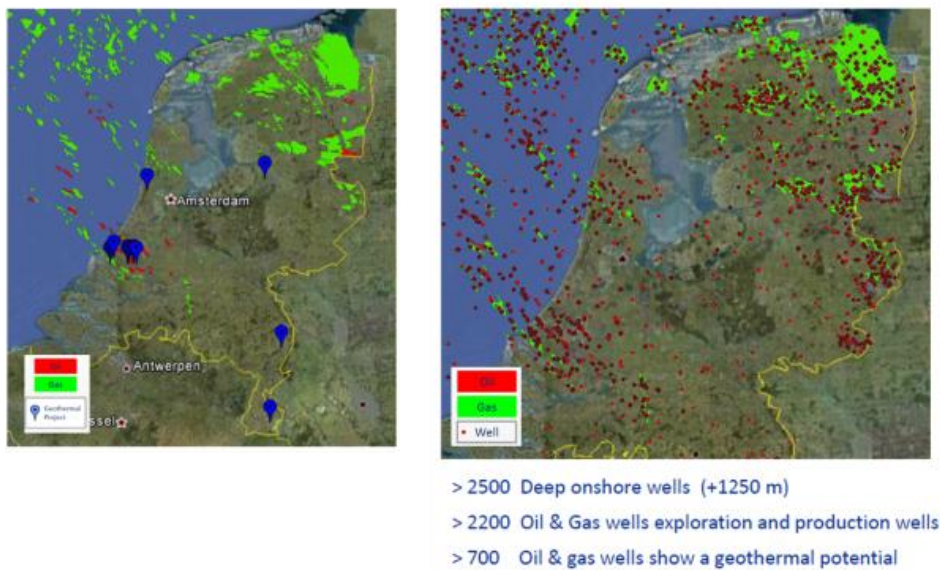 Amsterdam
Antwerpen
ssel
Oil
Gas
Geothermal
Project
Oil
Gas
Well
> 2500 Deep onshore wells (+1250 m)
> 2200 Oil & Gas wells exploration and production wells
> 700 Oil & gas wells show a geothermal potential